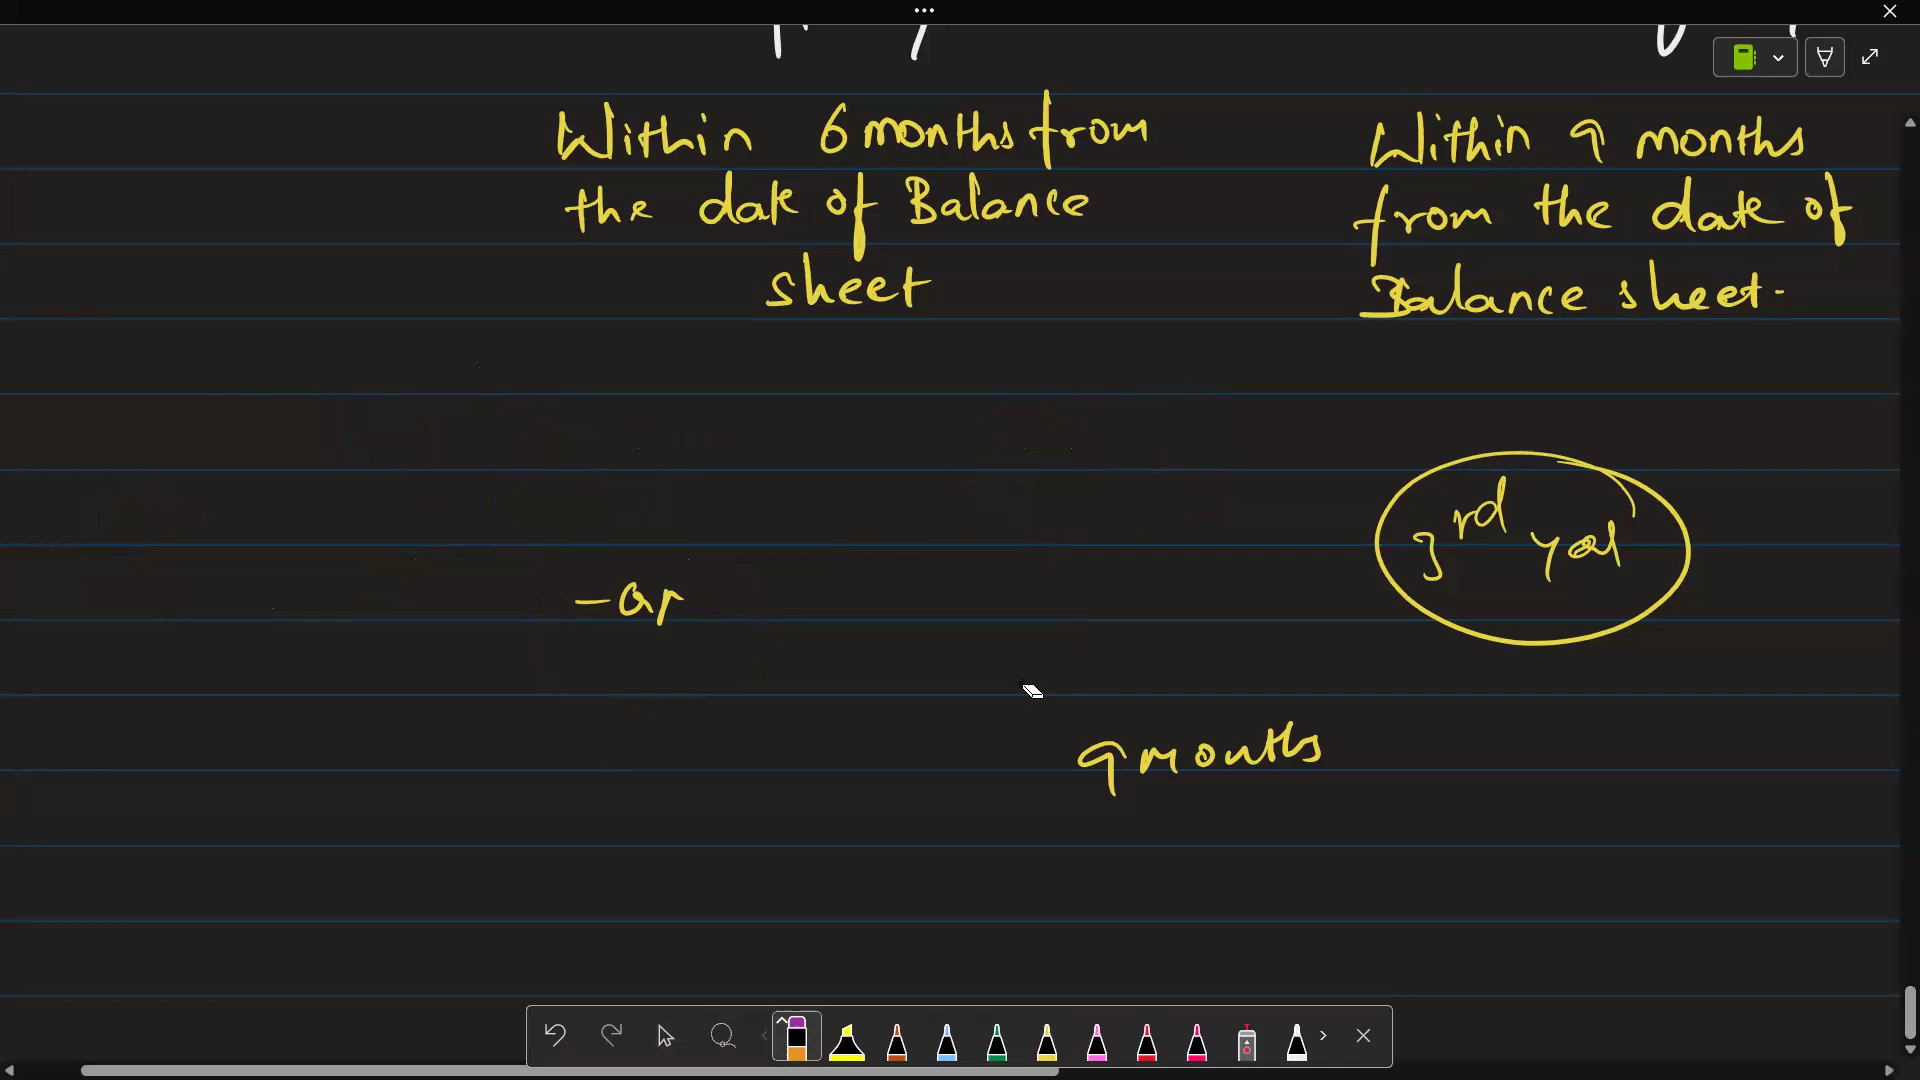 Within 6 months from
the date of Balance
sheet
Within 9 months
from the date of
Balance sheet.
3rd year
9 months